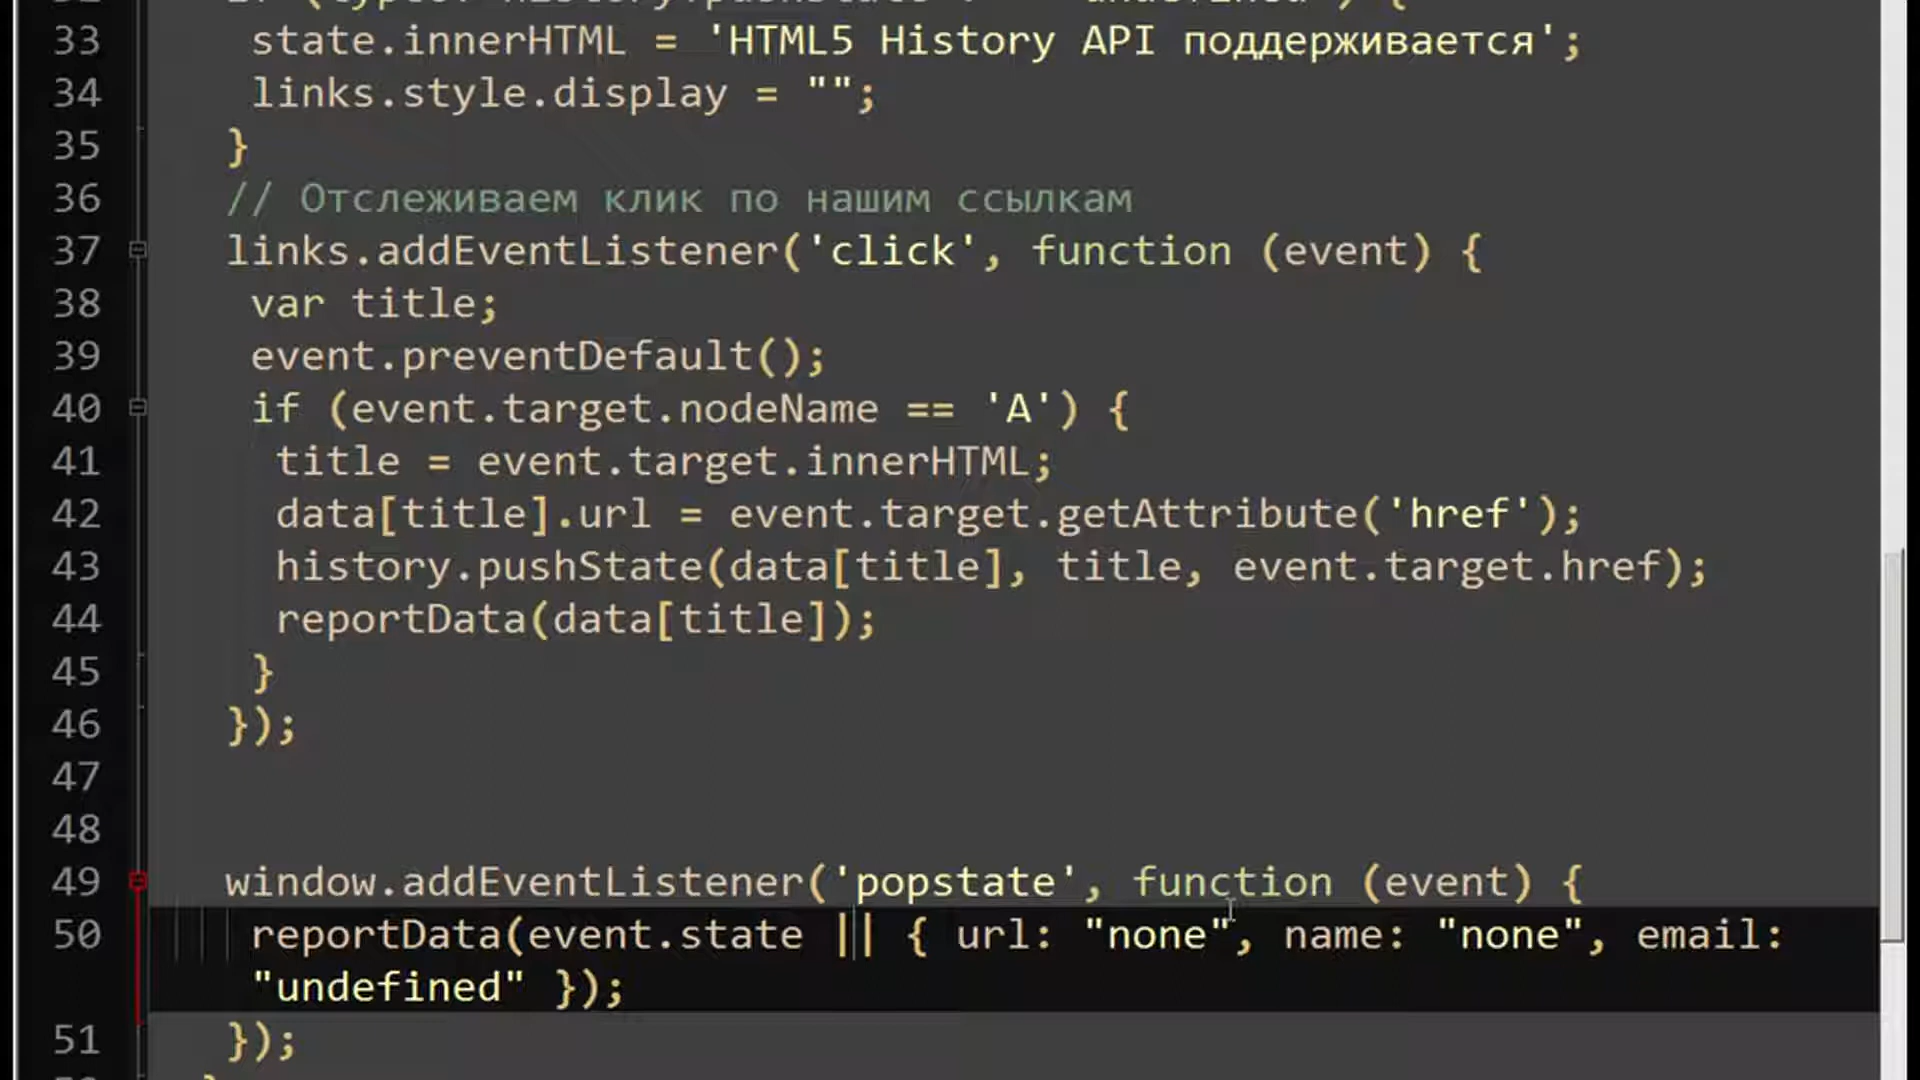 33 state.innerHTML = 'HTML5 History API поддерживается';
34 links.style.display = "";
35 }
36 // Отслеживаем клик по нашим ссылкам
37 links.addEventListener('click', function (event) {
38 var title;
39 event.preventDefault();
40 if (event.target.nodeName == 'A') {
41 title = event.target.innerHTML;
42 data[title].url = event.target.getAttribute('href');
43 history.pushState(data[title], title, event.target.href);
44 reportData(data[title]);
45 }
46 });
47
48
49 window.addEventListener('popstate', function (event) {
50 reportData(event.state || { url: "none", name: "none", email:
"undefined" });
51 });